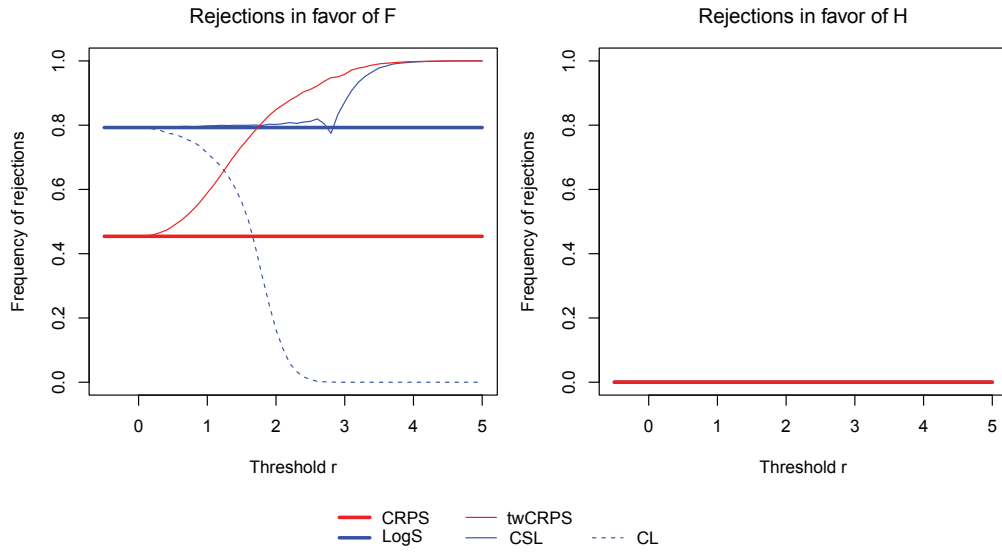 Rejections in favor of F
Rejections in favor of H
Frequency of rejections
0.0
0.2
0.4
0.6
0.8
1.0
0 1 2 3 4 5
Threshold r
Frequency of rejections
0.0
0.2
0.4
0.6
0.8
1.0
0 1 2 3 4 5
Threshold r
CRPS twCRPS
LogS CSL CL